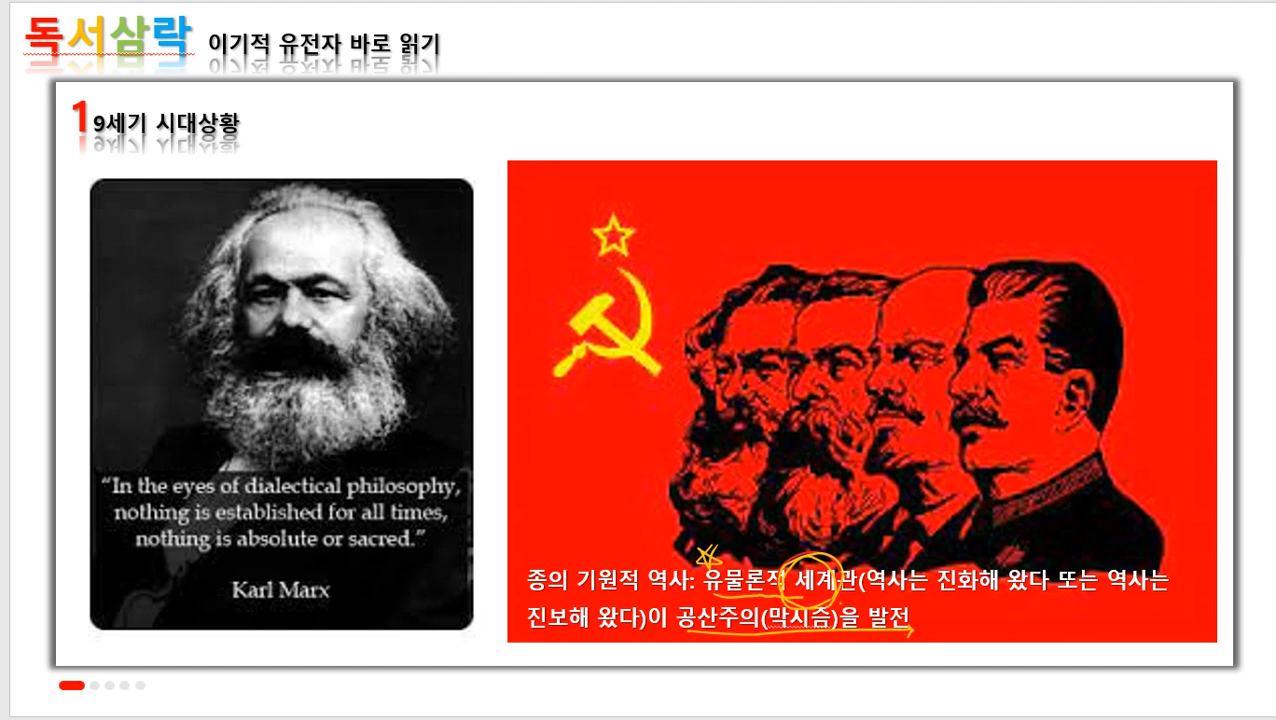 독서삼락 이기적 유전자 바로 읽기
19세기 시대상황
“In the eyes of dialectical philosophy,
nothing is established for all times,
nothing is absolute or sacred.”
Karl Marx
종의 기원적 역사: 유물론적 세계관(역사는 진화해 왔다 또는 역사는
진보해 왔다)이 공산주의(막시즘)을 발전